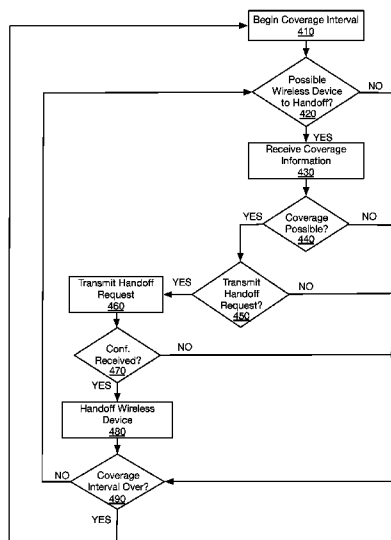 Begin Coverage Interval
410
Possible
Wireless Device
to Handoff?
420
NO
YES
Receive Coverage
Information
430
YES
Coverage
Possible?
440
NO
Transmit Handoff
Request
460
YES
Transmit
Handoff
Request?
450
NO
Conf.
Received?
470
NO
YES
Handoff Wireless
Device
480
NO
Coverage
Interval Over?
490
YES